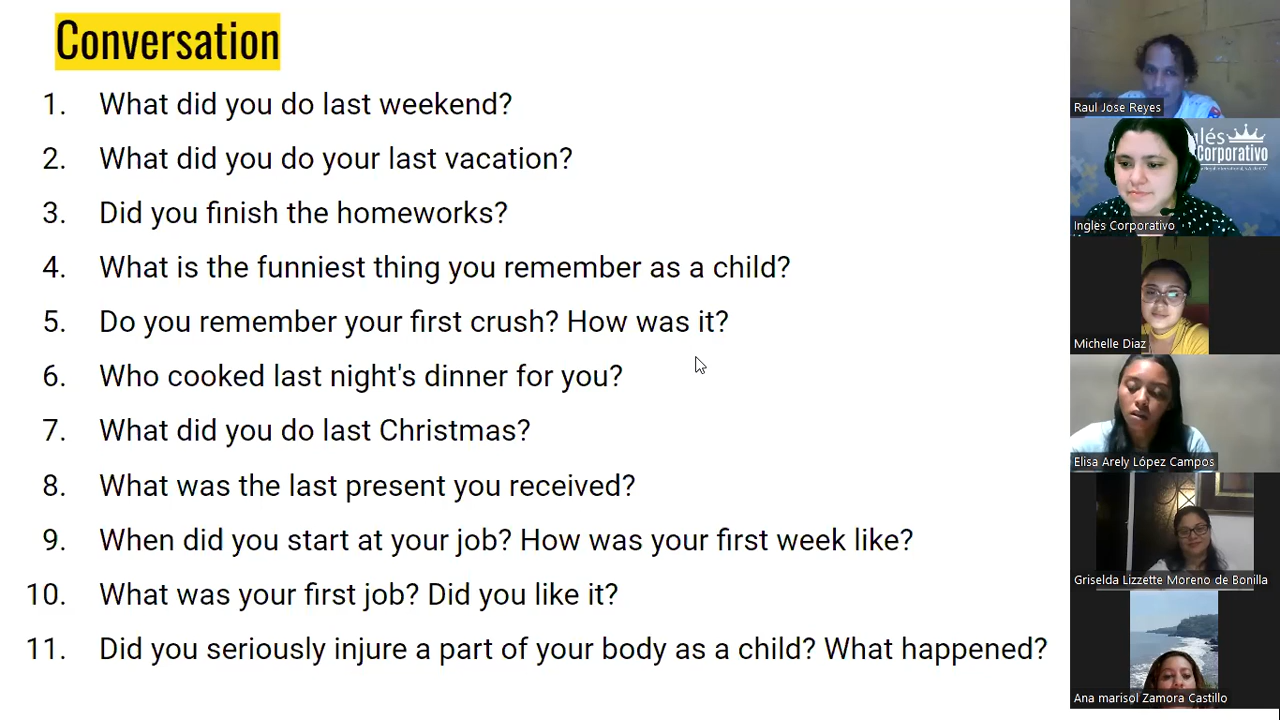 Conversation
1. What did you do last weekend?
2. What did you do your last vacation?
3. Did you finish the homeworks?
4. What is the funniest thing you remember as a child?
5. Do you remember your first crush? How was it?
6. Who cooked last night's dinner for you?
7. What did you do last Christmas?
8. What was the last present you received?
9. When did you start at your job? How was your first week like?
10. What was your first job? Did you like it?
11. Did you seriously injure a part of your body as a child? What happened?
Raul Jose Reyes
glés
Corporativo
Ingles Corporativo
Michelle Diaz
Elisa Arely López Campos
Griselda Lizzette Moreno de Bonilla
Ana marisol Zamora Castillo